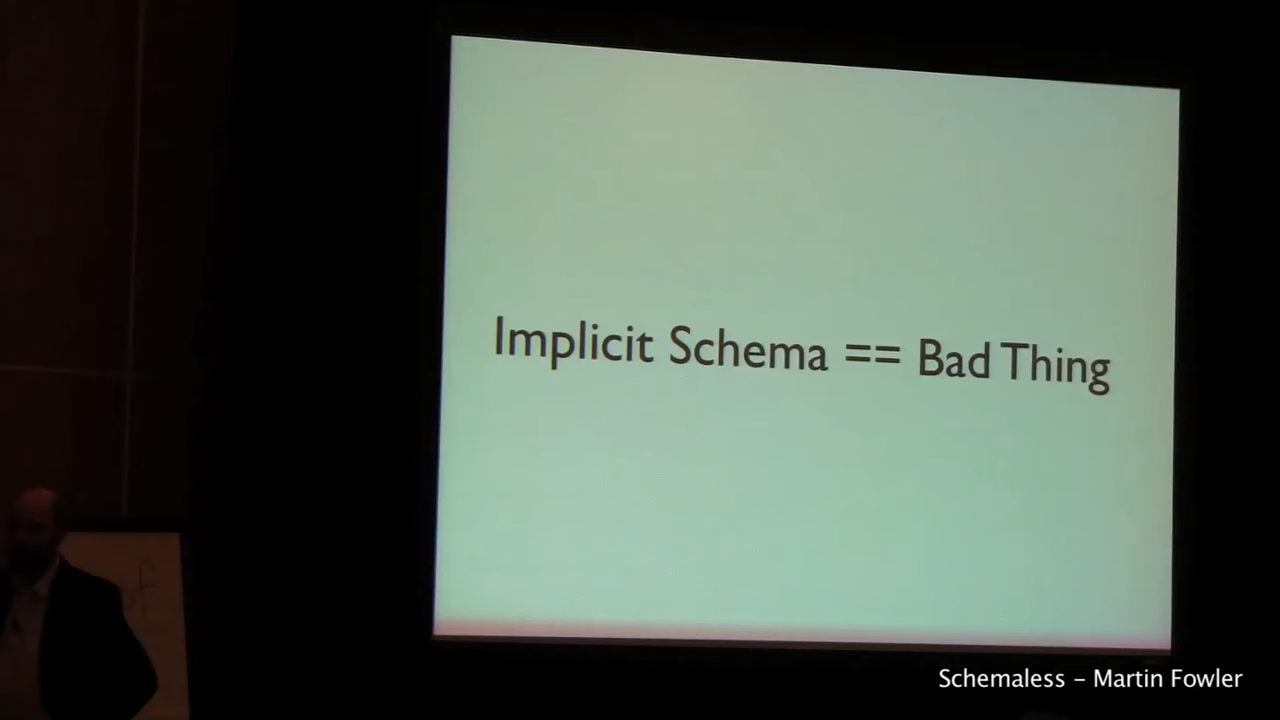 Implicit Schema == Bad Thing
Schemaless – Martin Fowler